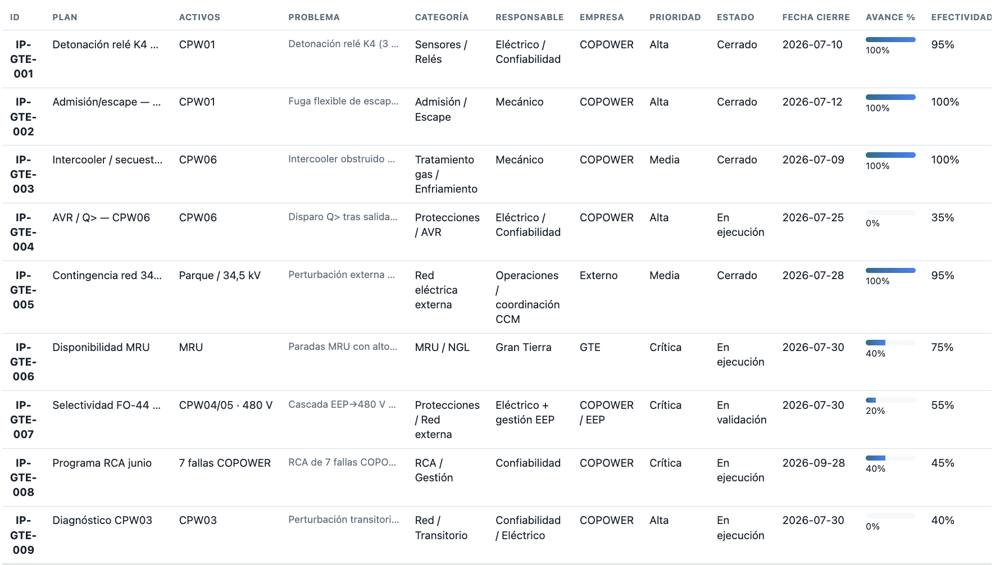 ID PLAN ACTIVOS PROBLEMA CATEGORÍA RESPONSABLE EMPRESA PRIORIDAD ESTADO FECHA CIERRE AVANCE % EFECTIVIDAD
IP-GTE-001 Detonación relé K4 ... CPW01 Detonación relé K4 (3 ... Sensores / Relés Eléctrico / Confiabilidad COPOWER Alta Cerrado 2026-07-10 100% 95%
IP-GTE-002 Admisión/escape — ... CPW01 Fuga flexible de escap... Admisión / Escape Mecánico COPOWER Alta Cerrado 2026-07-12 100% 100%
IP-GTE-003 Intercooler / secuest... CPW06 Intercooler obstruido ... Tratamiento gas / Enfriamiento Mecánico COPOWER Media Cerrado 2026-07-09 100% 100%
IP-GTE-004 AVR / Q> — CPW06 CPW06 Disparo Q> tras salida... Protecciones / AVR Eléctrico / Confiabilidad COPOWER Alta En ejecución 2026-07-25 0% 35%
IP-GTE-005 Contingencia red 34... Parque / 34,5 kV Perturbación externa ... Red eléctrica externa Operaciones / coordinación CCM Externo Media Cerrado 2026-07-28 100% 95%
IP-GTE-006 Disponibilidad MRU MRU Paradas MRU con alto... MRU / NGL Gran Tierra GTE Crítica En ejecución 2026-07-30 40% 75%
IP-GTE-007 Selectividad FO-44 ... CPW04/05 · 480 V Cascada EEP→480 V ... Protecciones / Red externa Eléctrico + gestión EEP COPOWER / EEP Crítica En validación 2026-07-30 20% 55%
IP-GTE-008 Programa RCA junio 7 fallas COPOWER RCA de 7 fallas COPO... RCA / Gestión Confiabilidad COPOWER Crítica En ejecución 2026-09-28 40% 45%
IP-GTE-009 Diagnóstico CPW03 CPW03 Perturbación transitori... Red / Transitorio Confiabilidad / Eléctrico COPOWER Alta En ejecución 2026-07-30 0% 40%